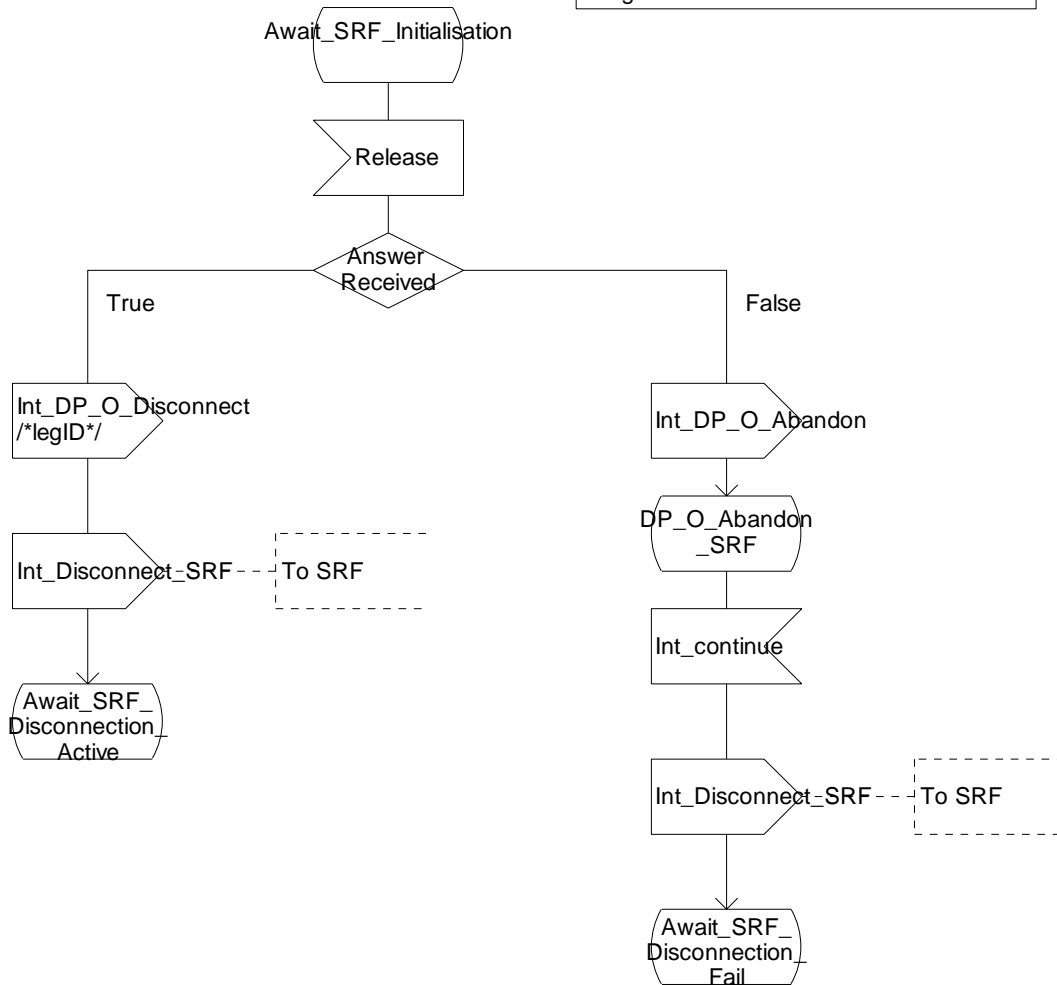 Await_SRF_Initialisation
Release
Answer
Received
True
False
Int_DP_O_Disconnect
/*legID*/
Int_DP_O_Abandon
DP_O_Abandon
_SRF
Int_Disconnect_SRF
To SRF
Int_continue
Await_SRF_
Disconnection_
Active
Int_Disconnect_SRF
To SRF
Await_SRF_
Disconnection_
Fail